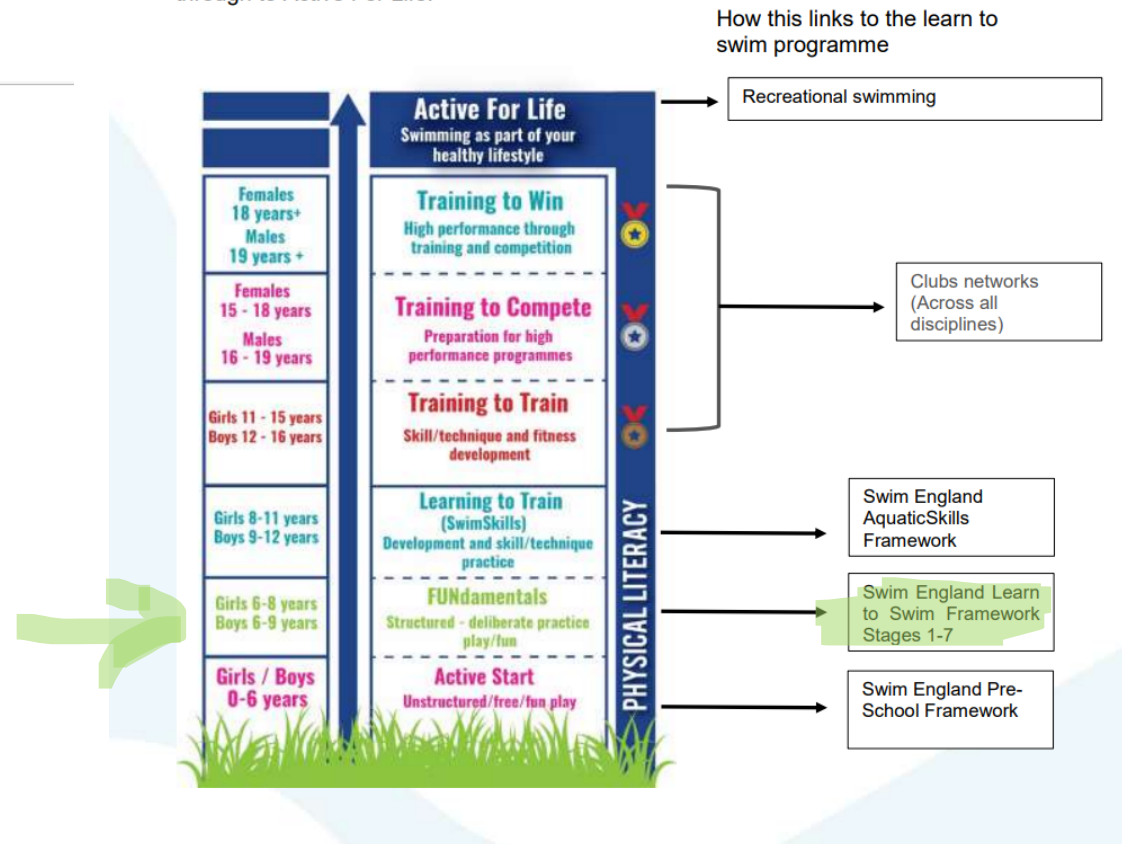 How this links to the learn to
swim programme
Recreational swimming
Active For Life
Swimming as part of your
healthy lifestyle
Females
18 years+
Males
19 years +
Training to Win
High performance through
training and competition
Females
15 - 18 years
Males
16 - 19 years
Training to Compete
Preparation for high
performance programmes
Clubs networks
(Across all
disciplines)
Girls 11 - 15 years
Boys 12 - 16 years
Training to Train
Skill/technique and fitness
development
Girls 8-11 years
Boys 9-12 years
Learning to Train
(SwimSkills)
Development and skill/technique
practice
Swim England
AquaticSkills
Framework
Girls 6-8 years
Boys 6-9 years
FUNdamentals
Structured - deliberate practice
play/fun
Swim England Learn
to Swim Framework
Stages 1-7
Girls / Boys
0-6 years
Active Start
Unstructured/free/fun play
Swim England Pre-
School Framework
PHYSICAL LITERACY